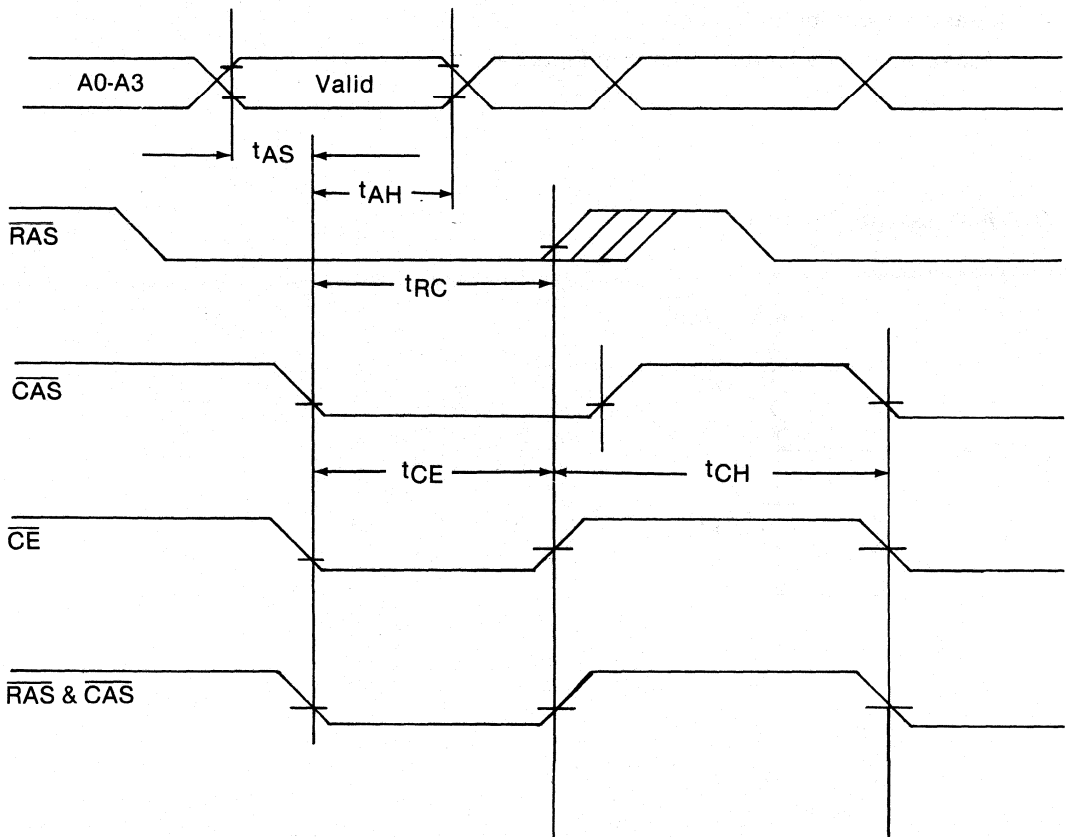 A0-A3 Valid
tAS
tAH
RAS
tRC
CAS
tCE tCH
CE
RAS & CAS